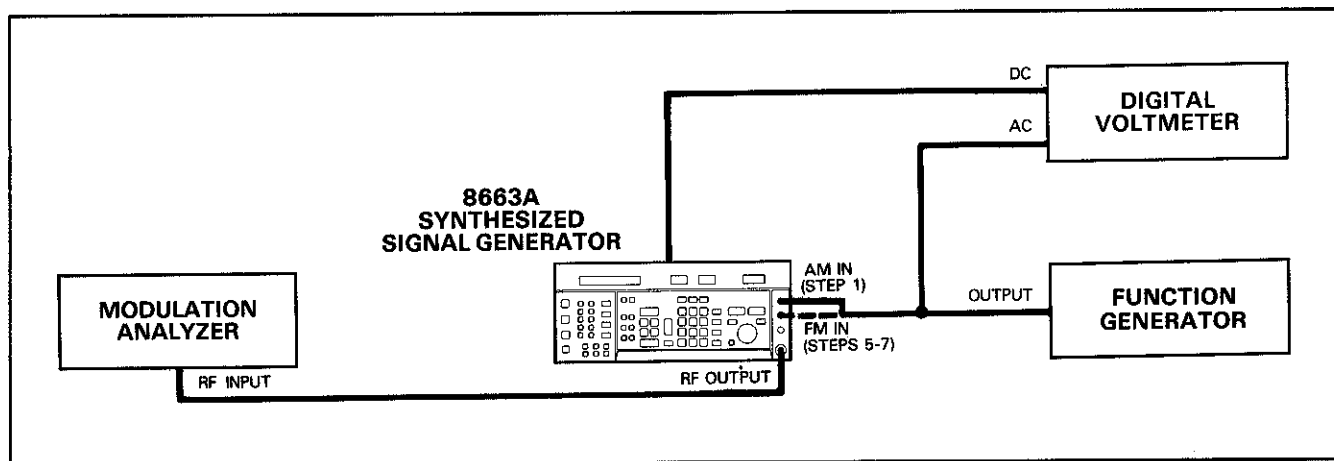 DC
DIGITAL
VOLTMETER
AC
8663A
SYNTHESIZED
SIGNAL GENERATOR
AM IN
(STEP 1)
FM IN
(STEPS 5-7)
OUTPUT
FUNCTION
GENERATOR
MODULATION
ANALYZER
RF INPUT
RF OUTPUT